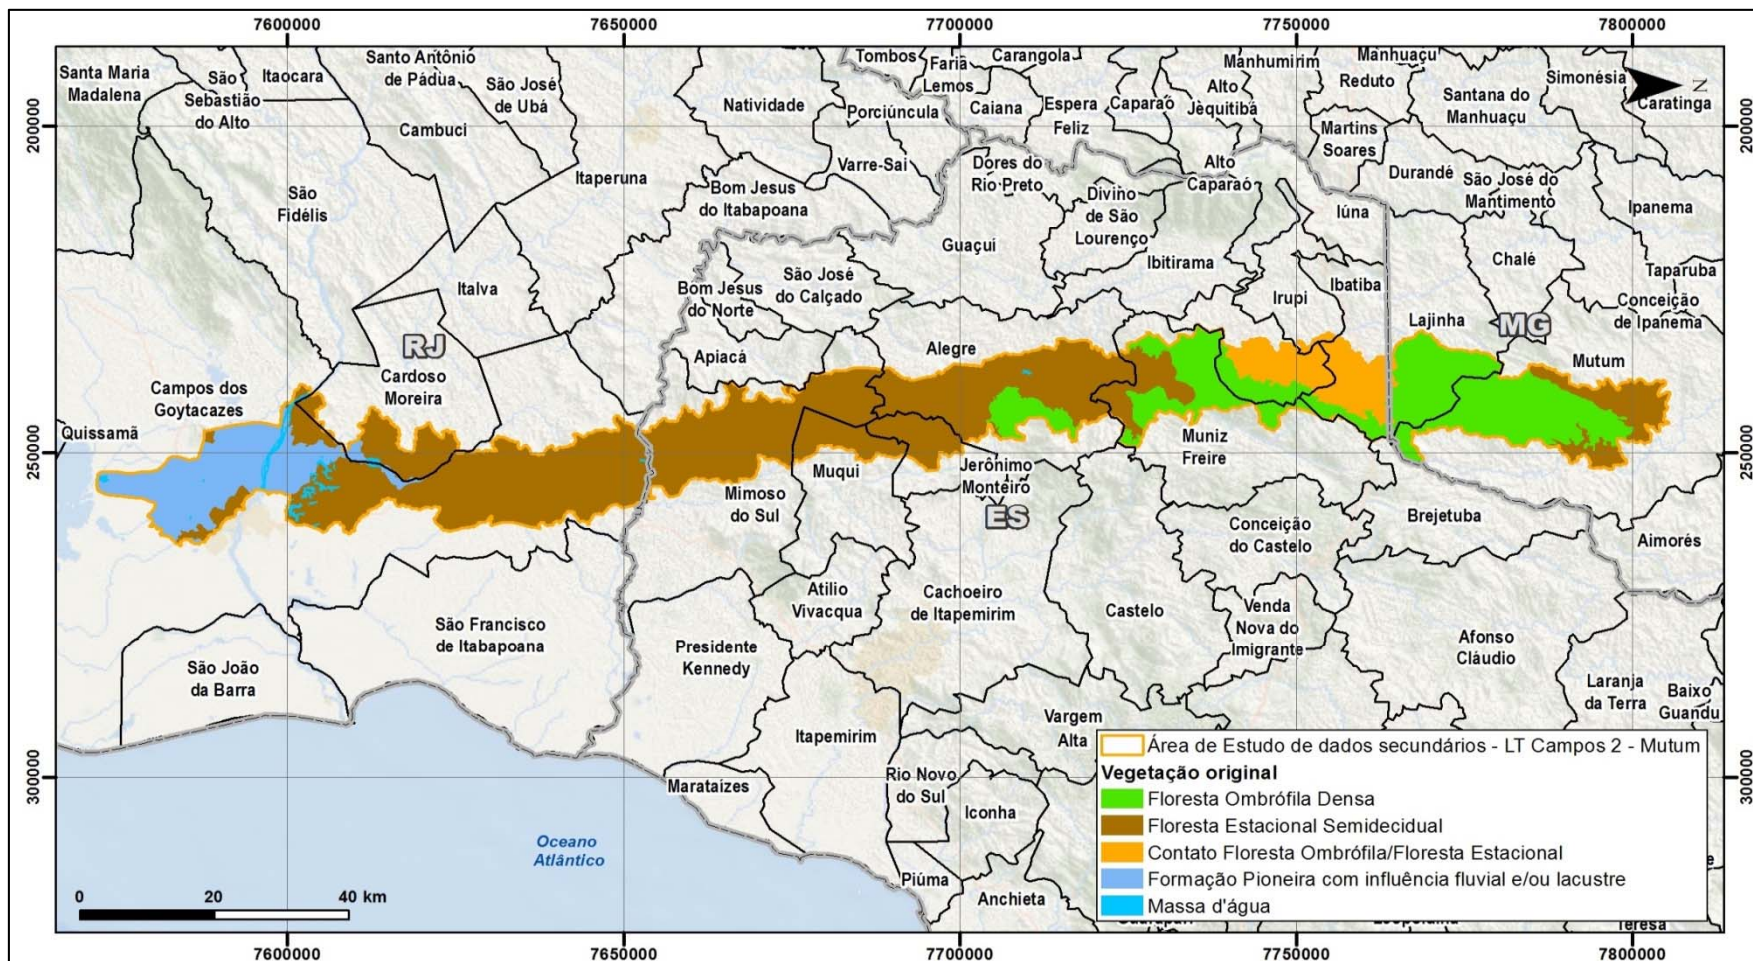 7600000
7650000
7700000
7750000
7800000
Santa Maria
Madalena
São
Sebastião
do Alto
Itaocara
Santo Antônio
de Pádua
São José
de Ubá
Cambuci
Natividade
Tombos
Faria
Lemos
Carangola
Porciúncula
Caiana
Espera
Feliz
Caparaó
Manhumirim
Alto
Jequitibá
Manhuaçu
Reduto
Martins
Soares
Santana do
Manhuaçu
Simonésia
Caratinga
N
200000
200000
São
Fidélis
Itaperuna
Varre-Sai
Bom Jesus
do Itabapoana
Dores do
Rio Preto
Divino
de São
Lourenço
Alto
Caparaó
Durandé
São José do
Mantimento
Iúna
Ipanema
Guaçuí
Ibitirama
Chalé
Taparuba
Italva
Bom Jesus
do Norte
São José
do Calçado
Irupi
Ibatiba
Conceição
de Ipanema
Lajinha
MG
RJ
Cardoso
Moreira
Apiacá
Alegre
Mutum
Campos dos
Goytacazes
Quissamã
250000
250000
Muqui
Mimoso
do Sul
Jerônimo
Monteiro
ES
Muniz
Freire
Conceição
do Castelo
Brejetuba
Aimorés
Atilio
Vivacqua
Cachoeiro
de Itapemirim
Castelo
Venda
Nova do
Imigrante
Afonso
Cláudio
São Francisco
de Itabapoana
São João
da Barra
Presidente
Kennedy
Laranja
da Terra
Baixo
Guandu
Itapemirim
Vargem
Alta
Marataízes
Rio Novo
do Sul
Iconha
Piúma
Anchieta
300000
300000
Oceano
Atlântico
Área de Estudo de dados secundários - LT Campos 2 - Mutum
Vegetação original
Floresta Ombrófila Densa
Floresta Estacional Semidecidual
Contato Floresta Ombrófila/Floresta Estacional
Formação Pioneira com influência fluvial e/ou lacustre
Massa d'água
Teresa
0 20 40 km
7600000
7650000
7700000
7750000
7800000